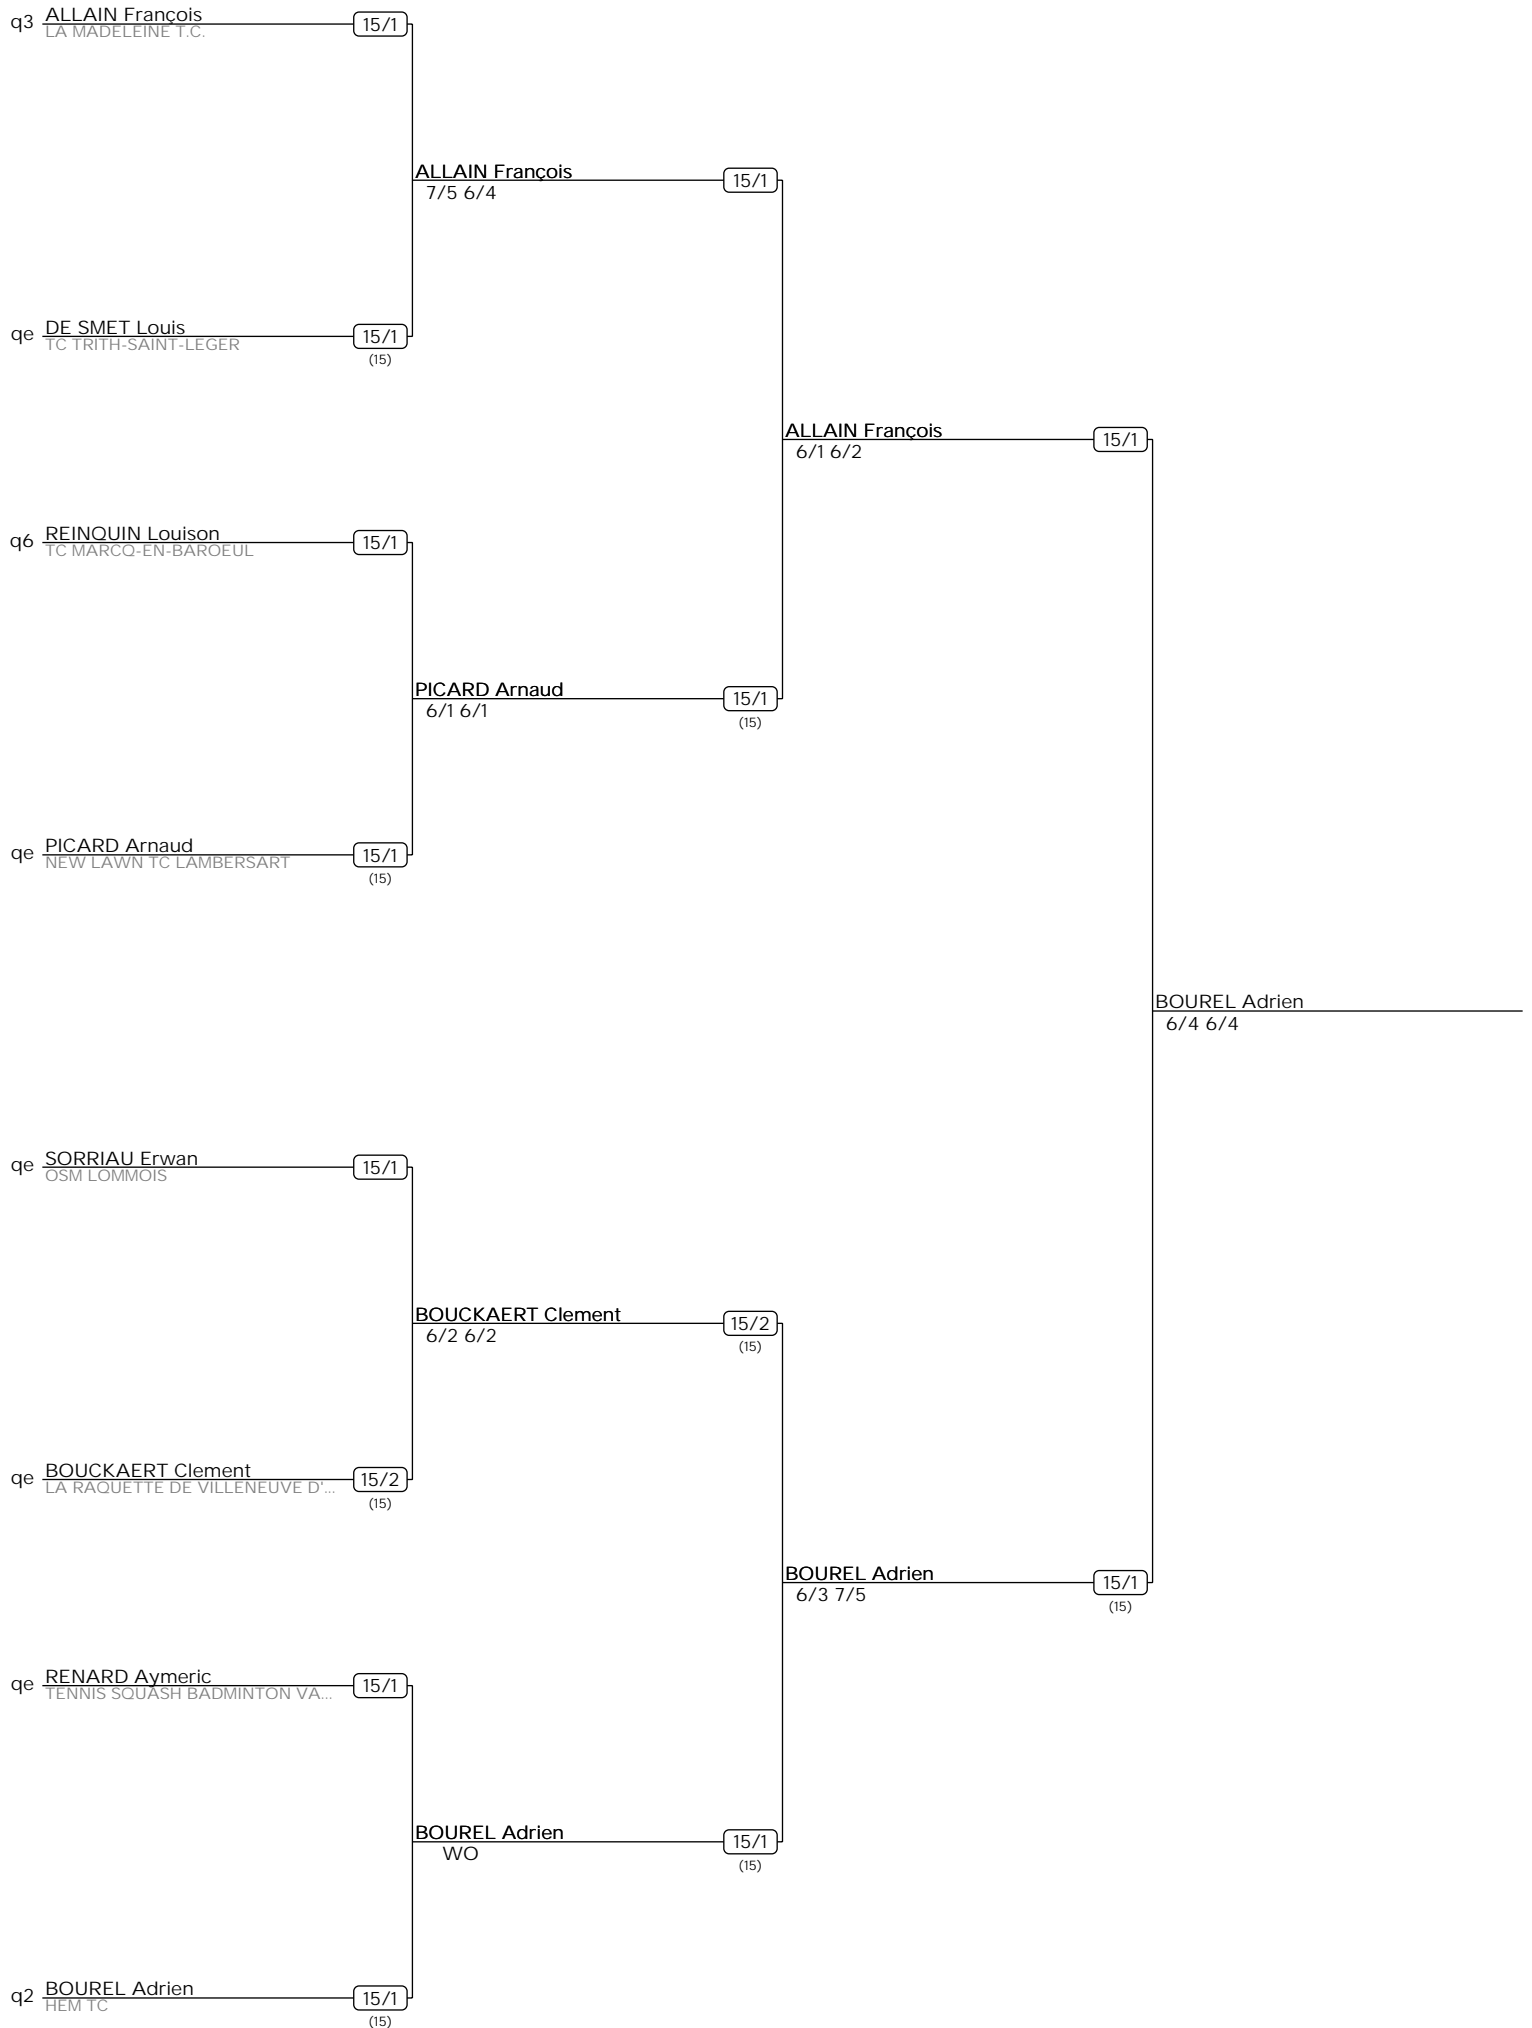 q3 ALLAIN François 15/1
LA MADELEINE T.C.
ALLAIN François 15/1
7/5 6/4
qe DE SMET Louis 15/1
TC TRITH-SAINT-LEGER
(15)
ALLAIN François 15/1
6/1 6/2
q6 REINQUIN Louison 15/1
TC MARCQ-EN-BAROEUL
PICARD Arnaud 15/1
6/1 6/1
(15)
qe PICARD Arnaud 15/1
NEW LAWN TC LAMBERSART
(15)
BOUREL Adrien
6/4 6/4
qe SORRIAU Erwan 15/1
OSM LOMMOIS
BOUCKAERT Clement 15/2
6/2 6/2
(15)
qe BOUCKAERT Clement 15/2
LA RAQUETTE DE VILLENEUVE D'...
(15)
BOUREL Adrien 15/1
6/3 7/5
(15)
qe RENARD Aymeric 15/1
TENNIS SQUASH BADMINTON VA...
BOUREL Adrien 15/1
WO
(15)
q2 BOUREL Adrien 15/1
HEM TC
(15)